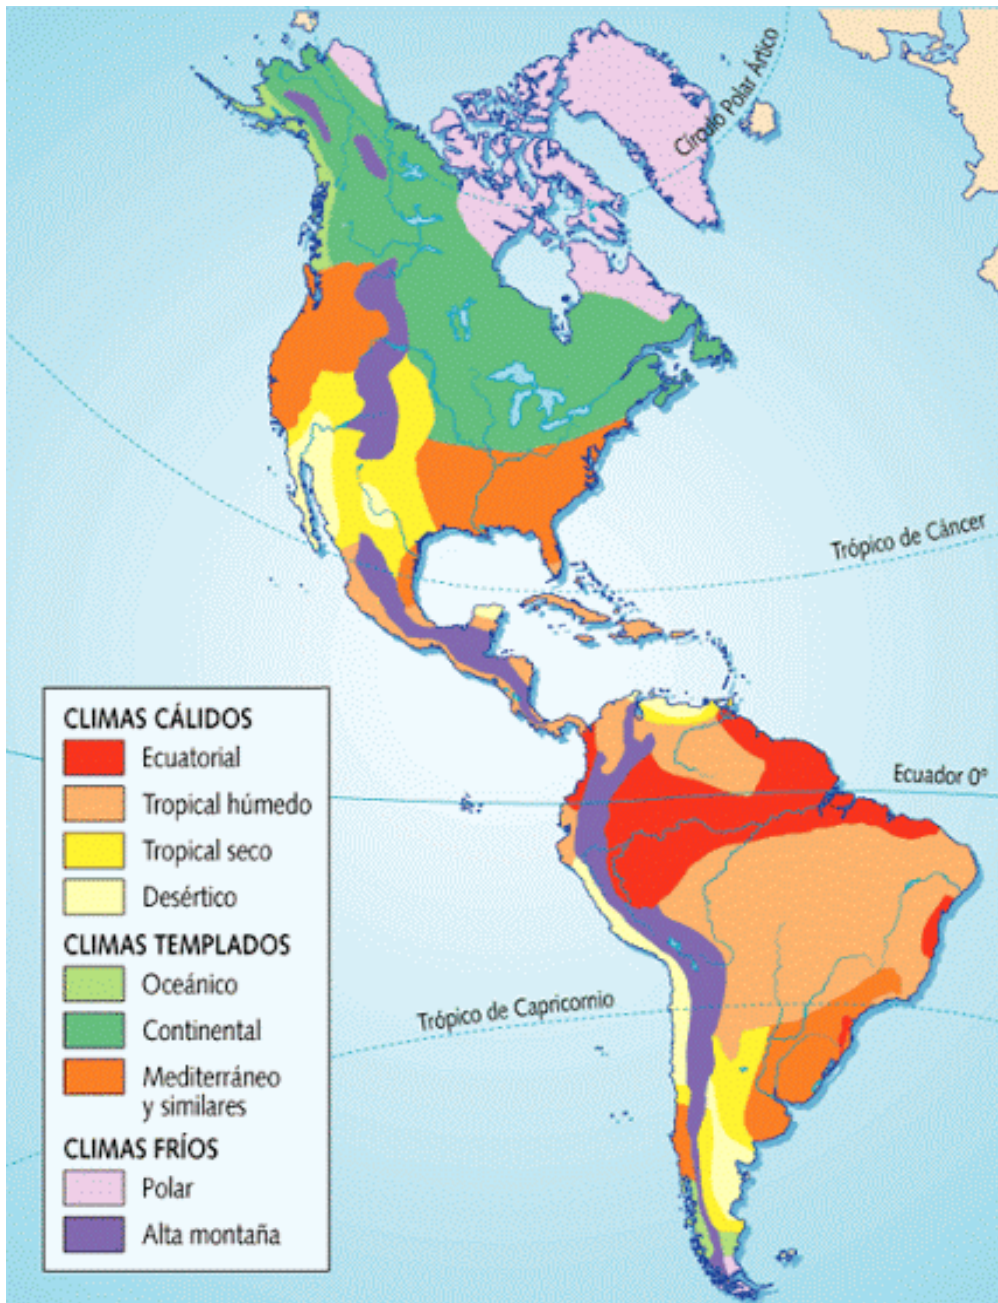 Círculo Polar Ártico
Trópico de Cáncer
CLIMAS CÁLIDOS
Ecuatorial
Ecuador 0°
Tropical húmedo
Tropical seco
Desértico
CLIMAS TEMPLADOS
Oceánico
Trópico de Capricornio
Continental
Mediterráneo
y similares
CLIMAS FRÍOS
Polar
Alta montaña